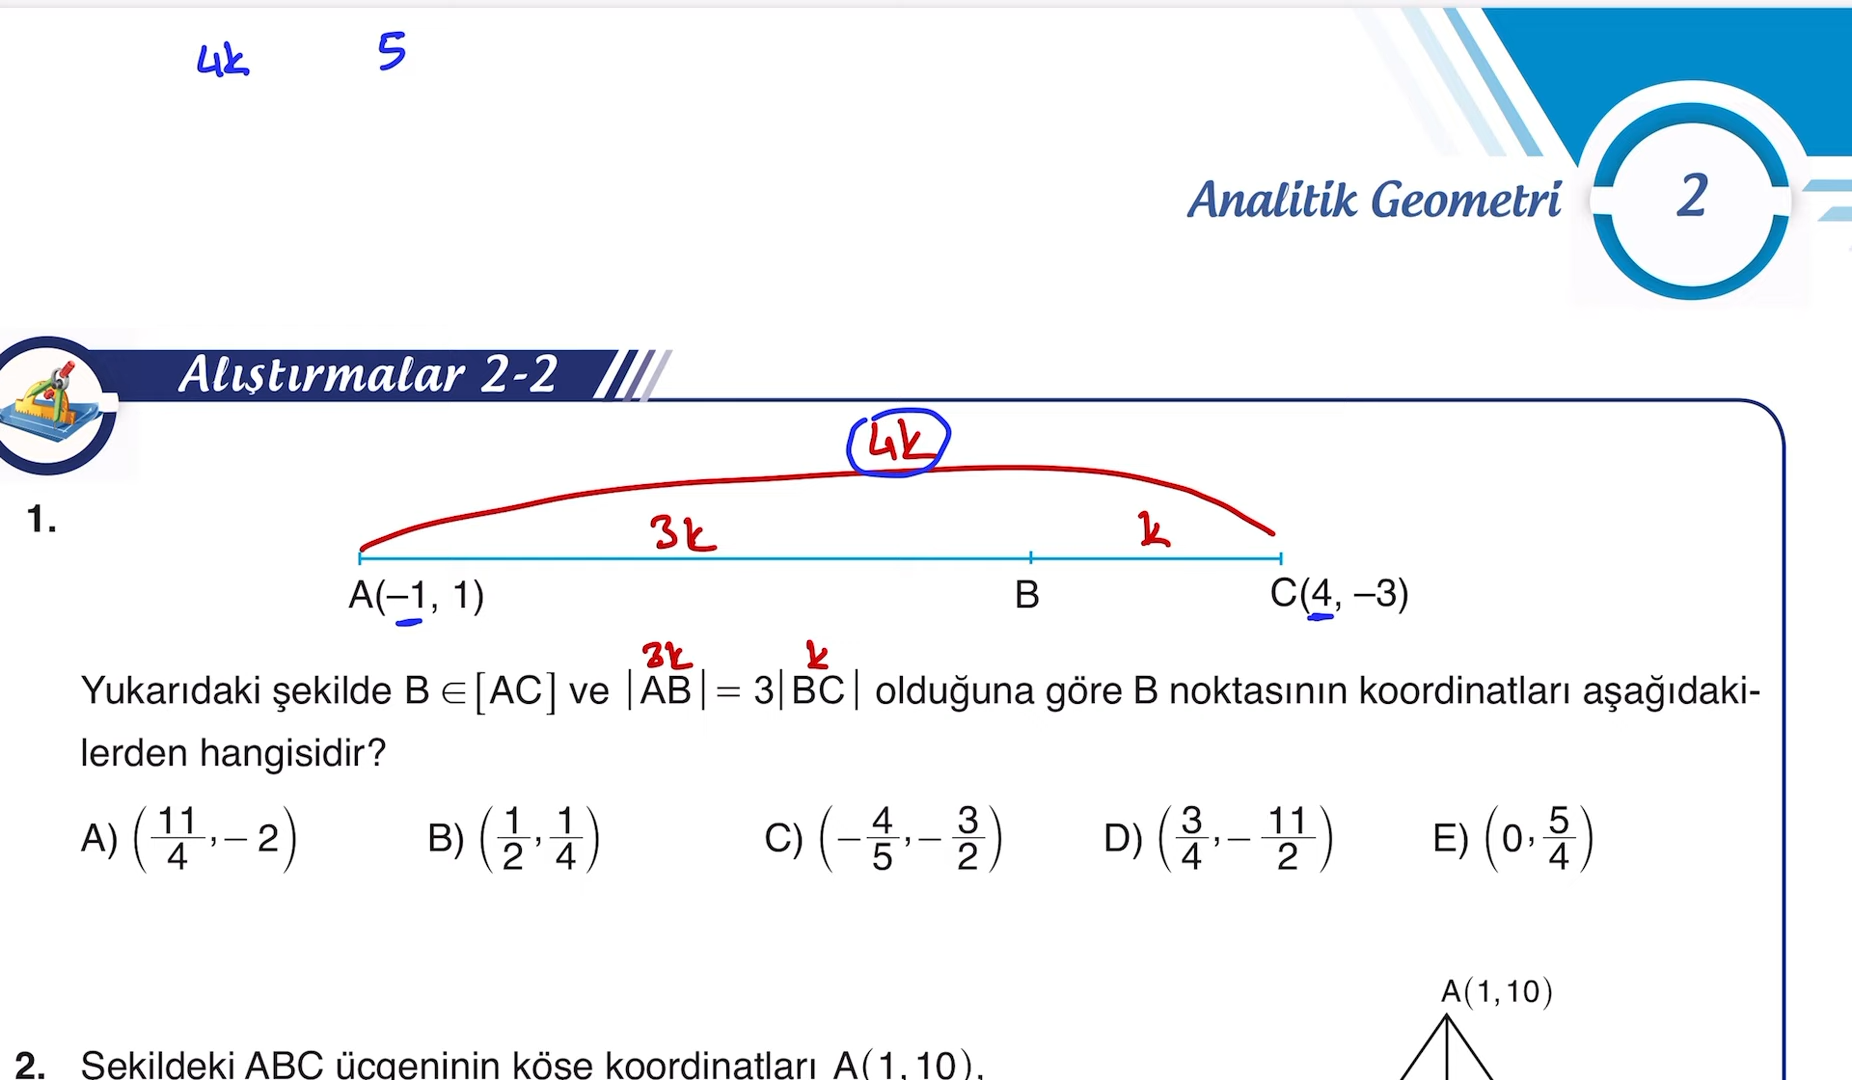 4k 5
Analitik Geometri 2
Alıştırmalar 2-2
4k
1.
3k k
A(–1, 1) B C(4, –3)
3k k
Yukarıdaki şekilde B ∈ [AC] ve |AB| = 3|BC| olduğuna göre B noktasının koordinatları aşağıdaki-
lerden hangisidir?
A) (11/4, – 2) B) (1/2, 1/4) C) (– 4/5, – 3/2) D) (3/4, – 11/2) E) (0, 5/4)
A(1,10)
2. Şekildeki ABC üçgeninin köşe koordinatları A(1,10),